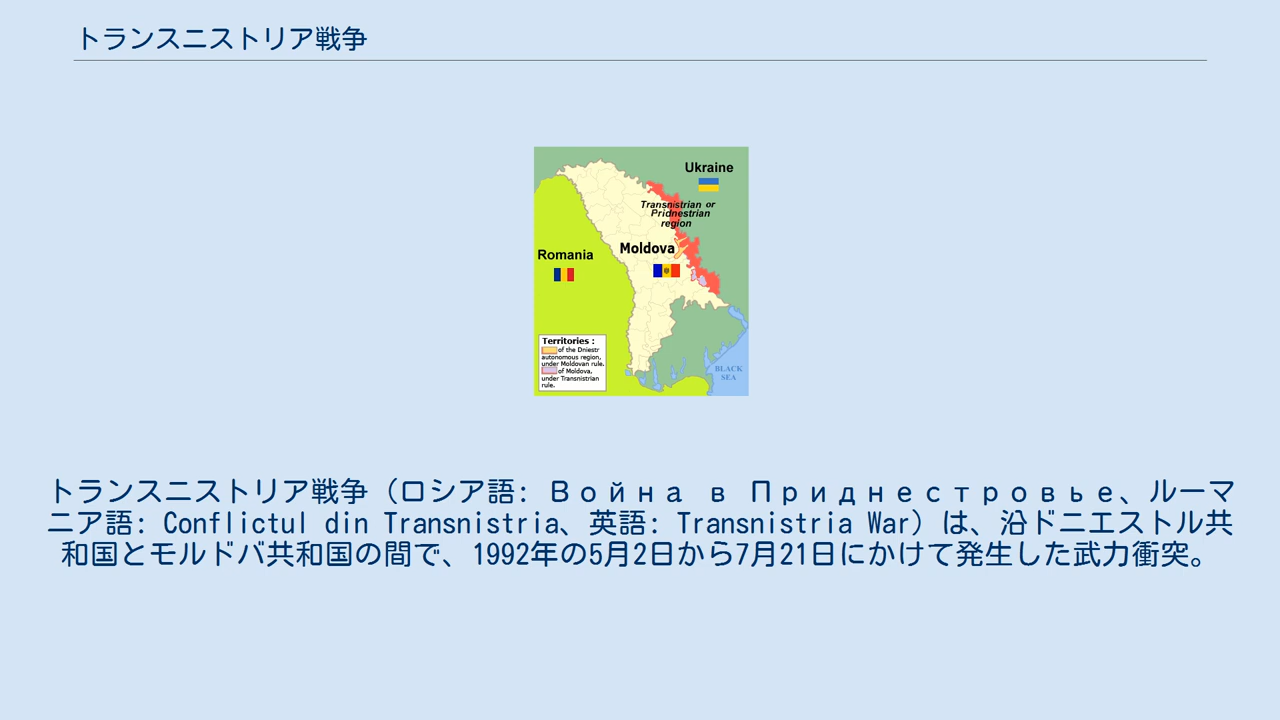 トランスニストリア戦争
Ukraine
Transnistrian or
Pridnestrian
region
Moldova
Romania
Territories :
of the Dniestr
autonomous region,
under Moldovan rule.
of Moldova,
under Transnistrian
rule.
BLACK
SEA
トランスニストリア戦争（ロシア語: Война в Приднестровье、ルーマ
ニア語: Conflictul din Transnistria、英語: Transnistria War）は、沿ドニエストル共
和国とモルドバ共和国の間で、1992年の5月2日から7月21日にかけて発生した武力衝突。